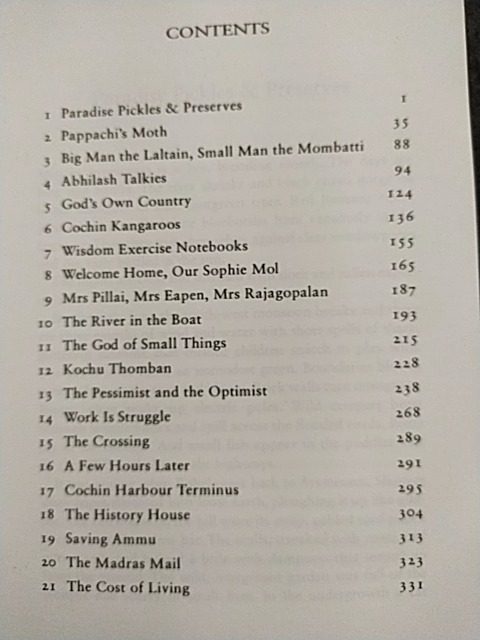 CONTENTS
1 Paradise Pickles & Preserves 1
2 Pappachi's Moth 35
3 Big Man the Laltain, Small Man the Mombatti 88
4 Abhilash Talkies 94
5 God's Own Country 124
6 Cochin Kangaroos 136
7 Wisdom Exercise Notebooks 155
8 Welcome Home, Our Sophie Mol 165
9 Mrs Pillai, Mrs Eapen, Mrs Rajagopalan 187
10 The River in the Boat 193
11 The God of Small Things 215
12 Kochu Thomban 228
13 The Pessimist and the Optimist 238
14 Work Is Struggle 268
15 The Crossing 289
16 A Few Hours Later 291
17 Cochin Harbour Terminus 295
18 The History House 304
19 Saving Ammu 313
20 The Madras Mail 323
21 The Cost of Living 331